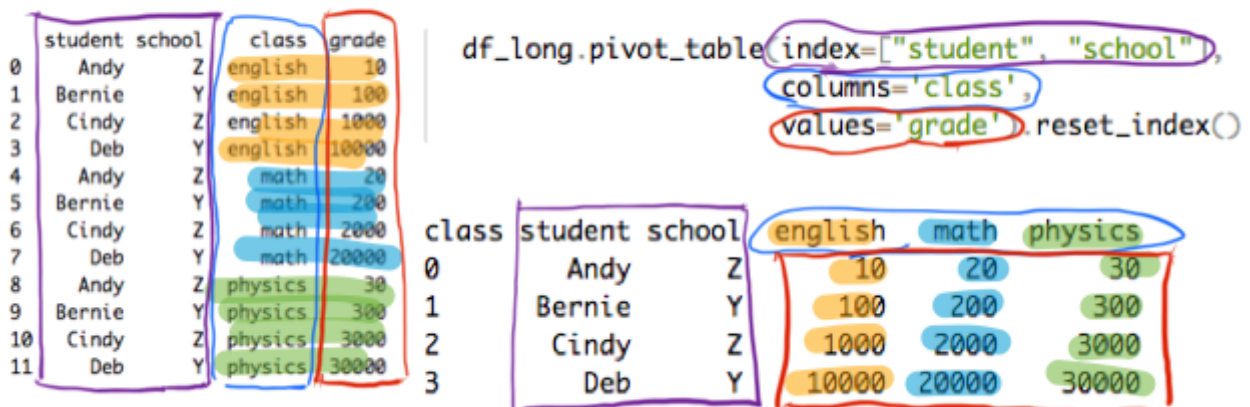 student school class grade
0 Andy Z english 10
1 Bernie Y english 100
2 Cindy Z english 1000
3 Deb Y english 10000
4 Andy Z math 20
5 Bernie Y math 200
6 Cindy Z math 2000
7 Deb Y math 20000
8 Andy Z physics 30
9 Bernie Y physics 300
10 Cindy Z physics 3000
11 Deb Y physics 30000
df_long.pivot_table(index=["student", "school"],
columns='class',
values='grade').reset_index()
class student school english math physics
0 Andy Z 10 20 30
1 Bernie Y 100 200 300
2 Cindy Z 1000 2000 3000
3 Deb Y 10000 20000 30000